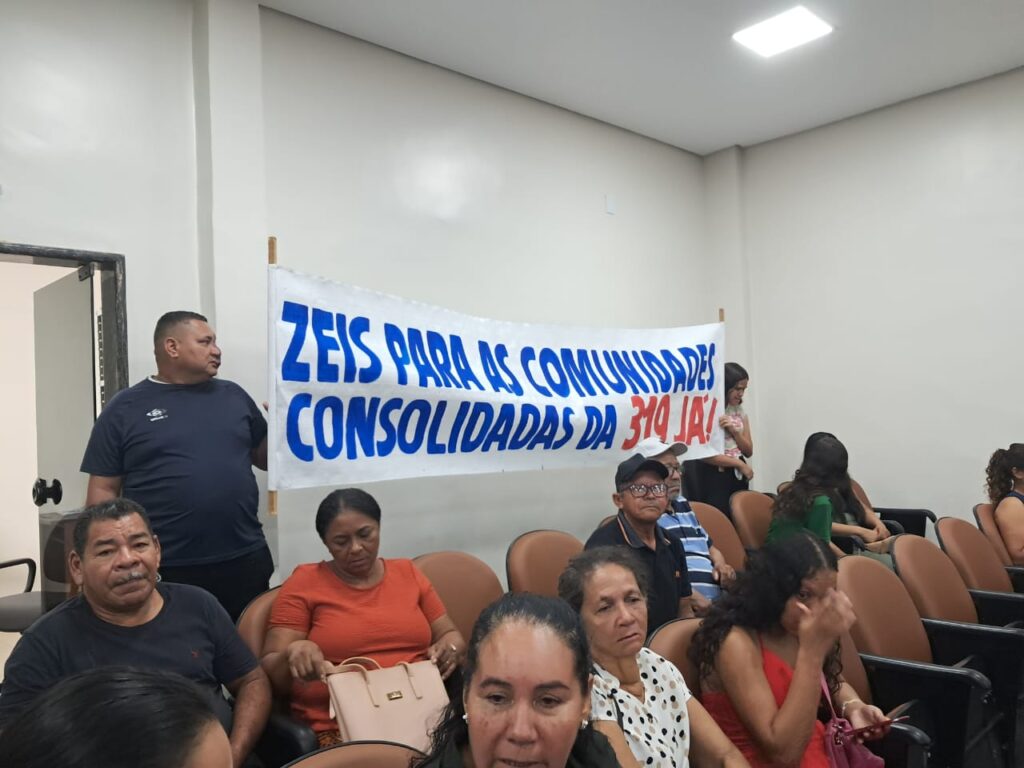 ZEIS PARA AS COMUNIDADES
CONSOLIDADAS DA 319 JÁ!